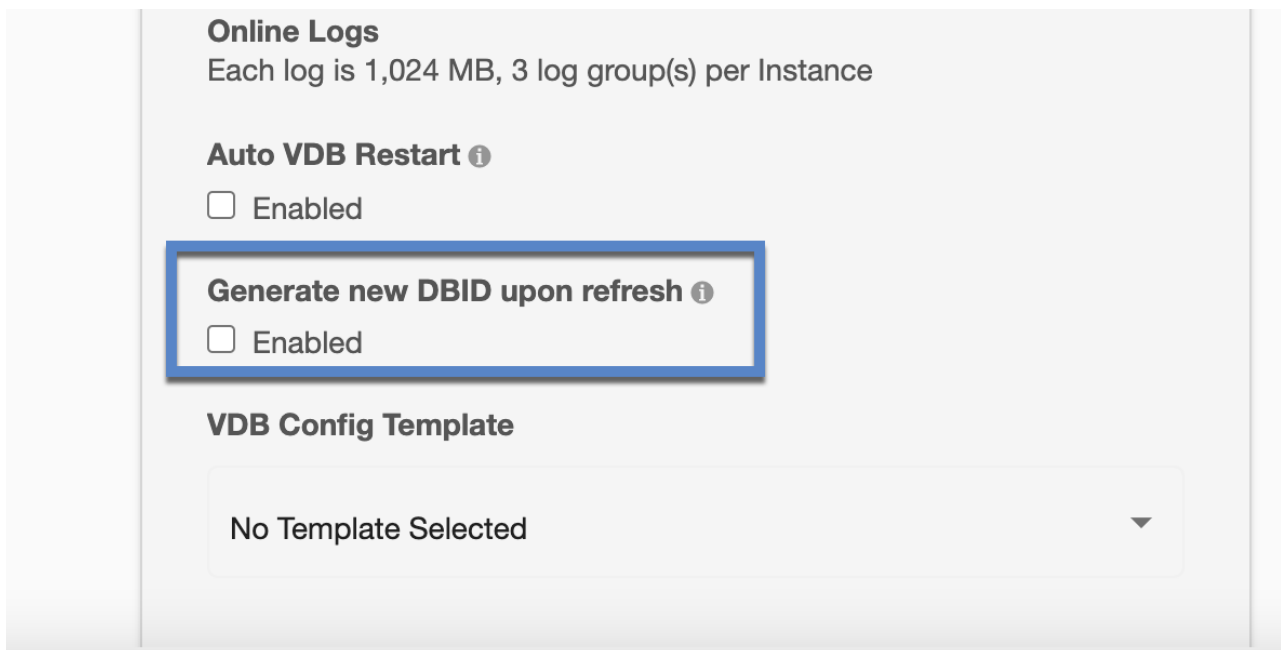 Online Logs
Each log is 1,024 MB, 3 log group(s) per Instance
Auto VDB Restart
Enabled
Generate new DBID upon refresh
Enabled
VDB Config Template
No Template Selected